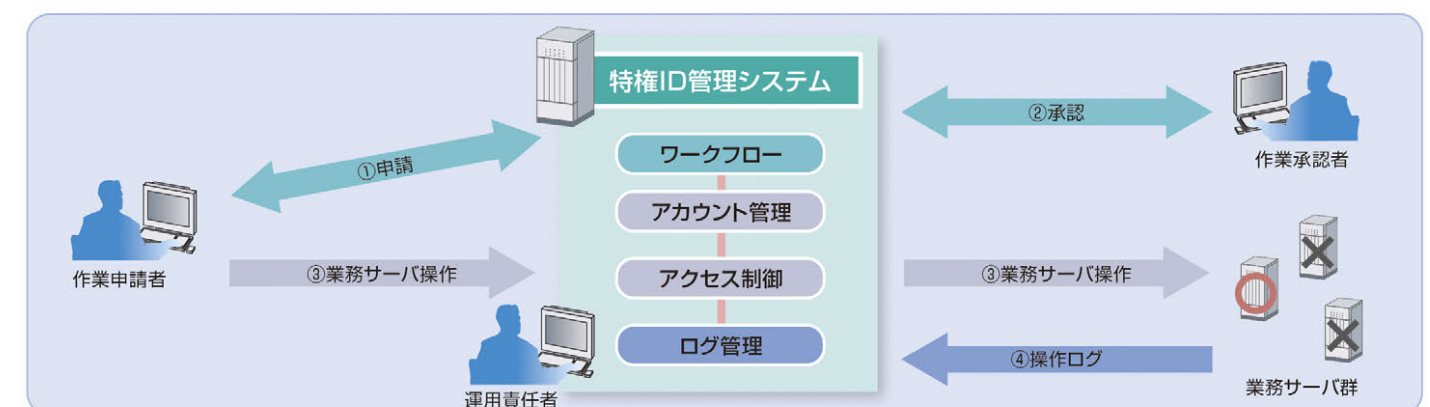 特権ID管理システム
②承認
作業承認者
ワークフロー
①申請
アカウント管理
作業申請者
③業務サーバ操作
アクセス制御
③業務サーバ操作
ログ管理
④操作ログ
業務サーバ群
運用責任者